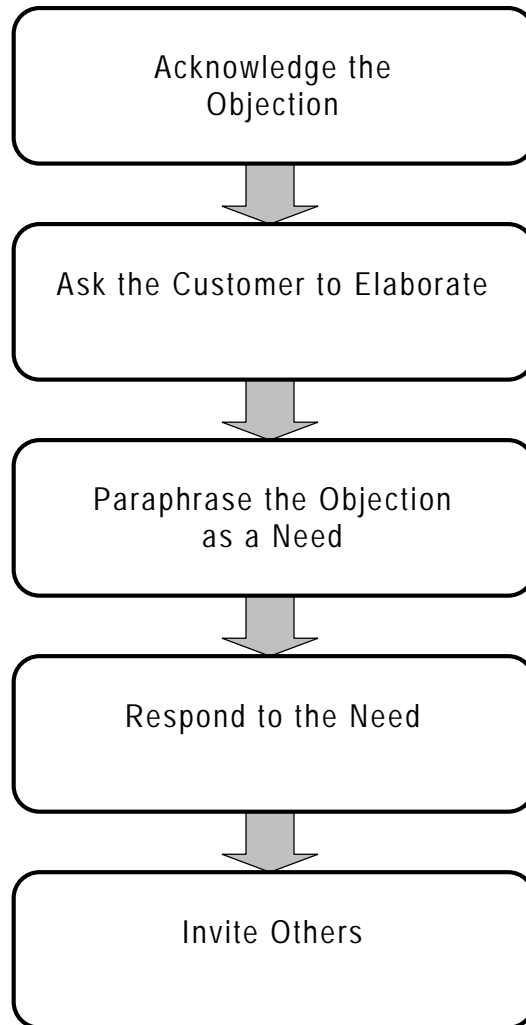 Acknowledge the
Objection
Ask the Customer to Elaborate
Paraphrase the Objection
as a Need
Respond to the Need
Invite Others